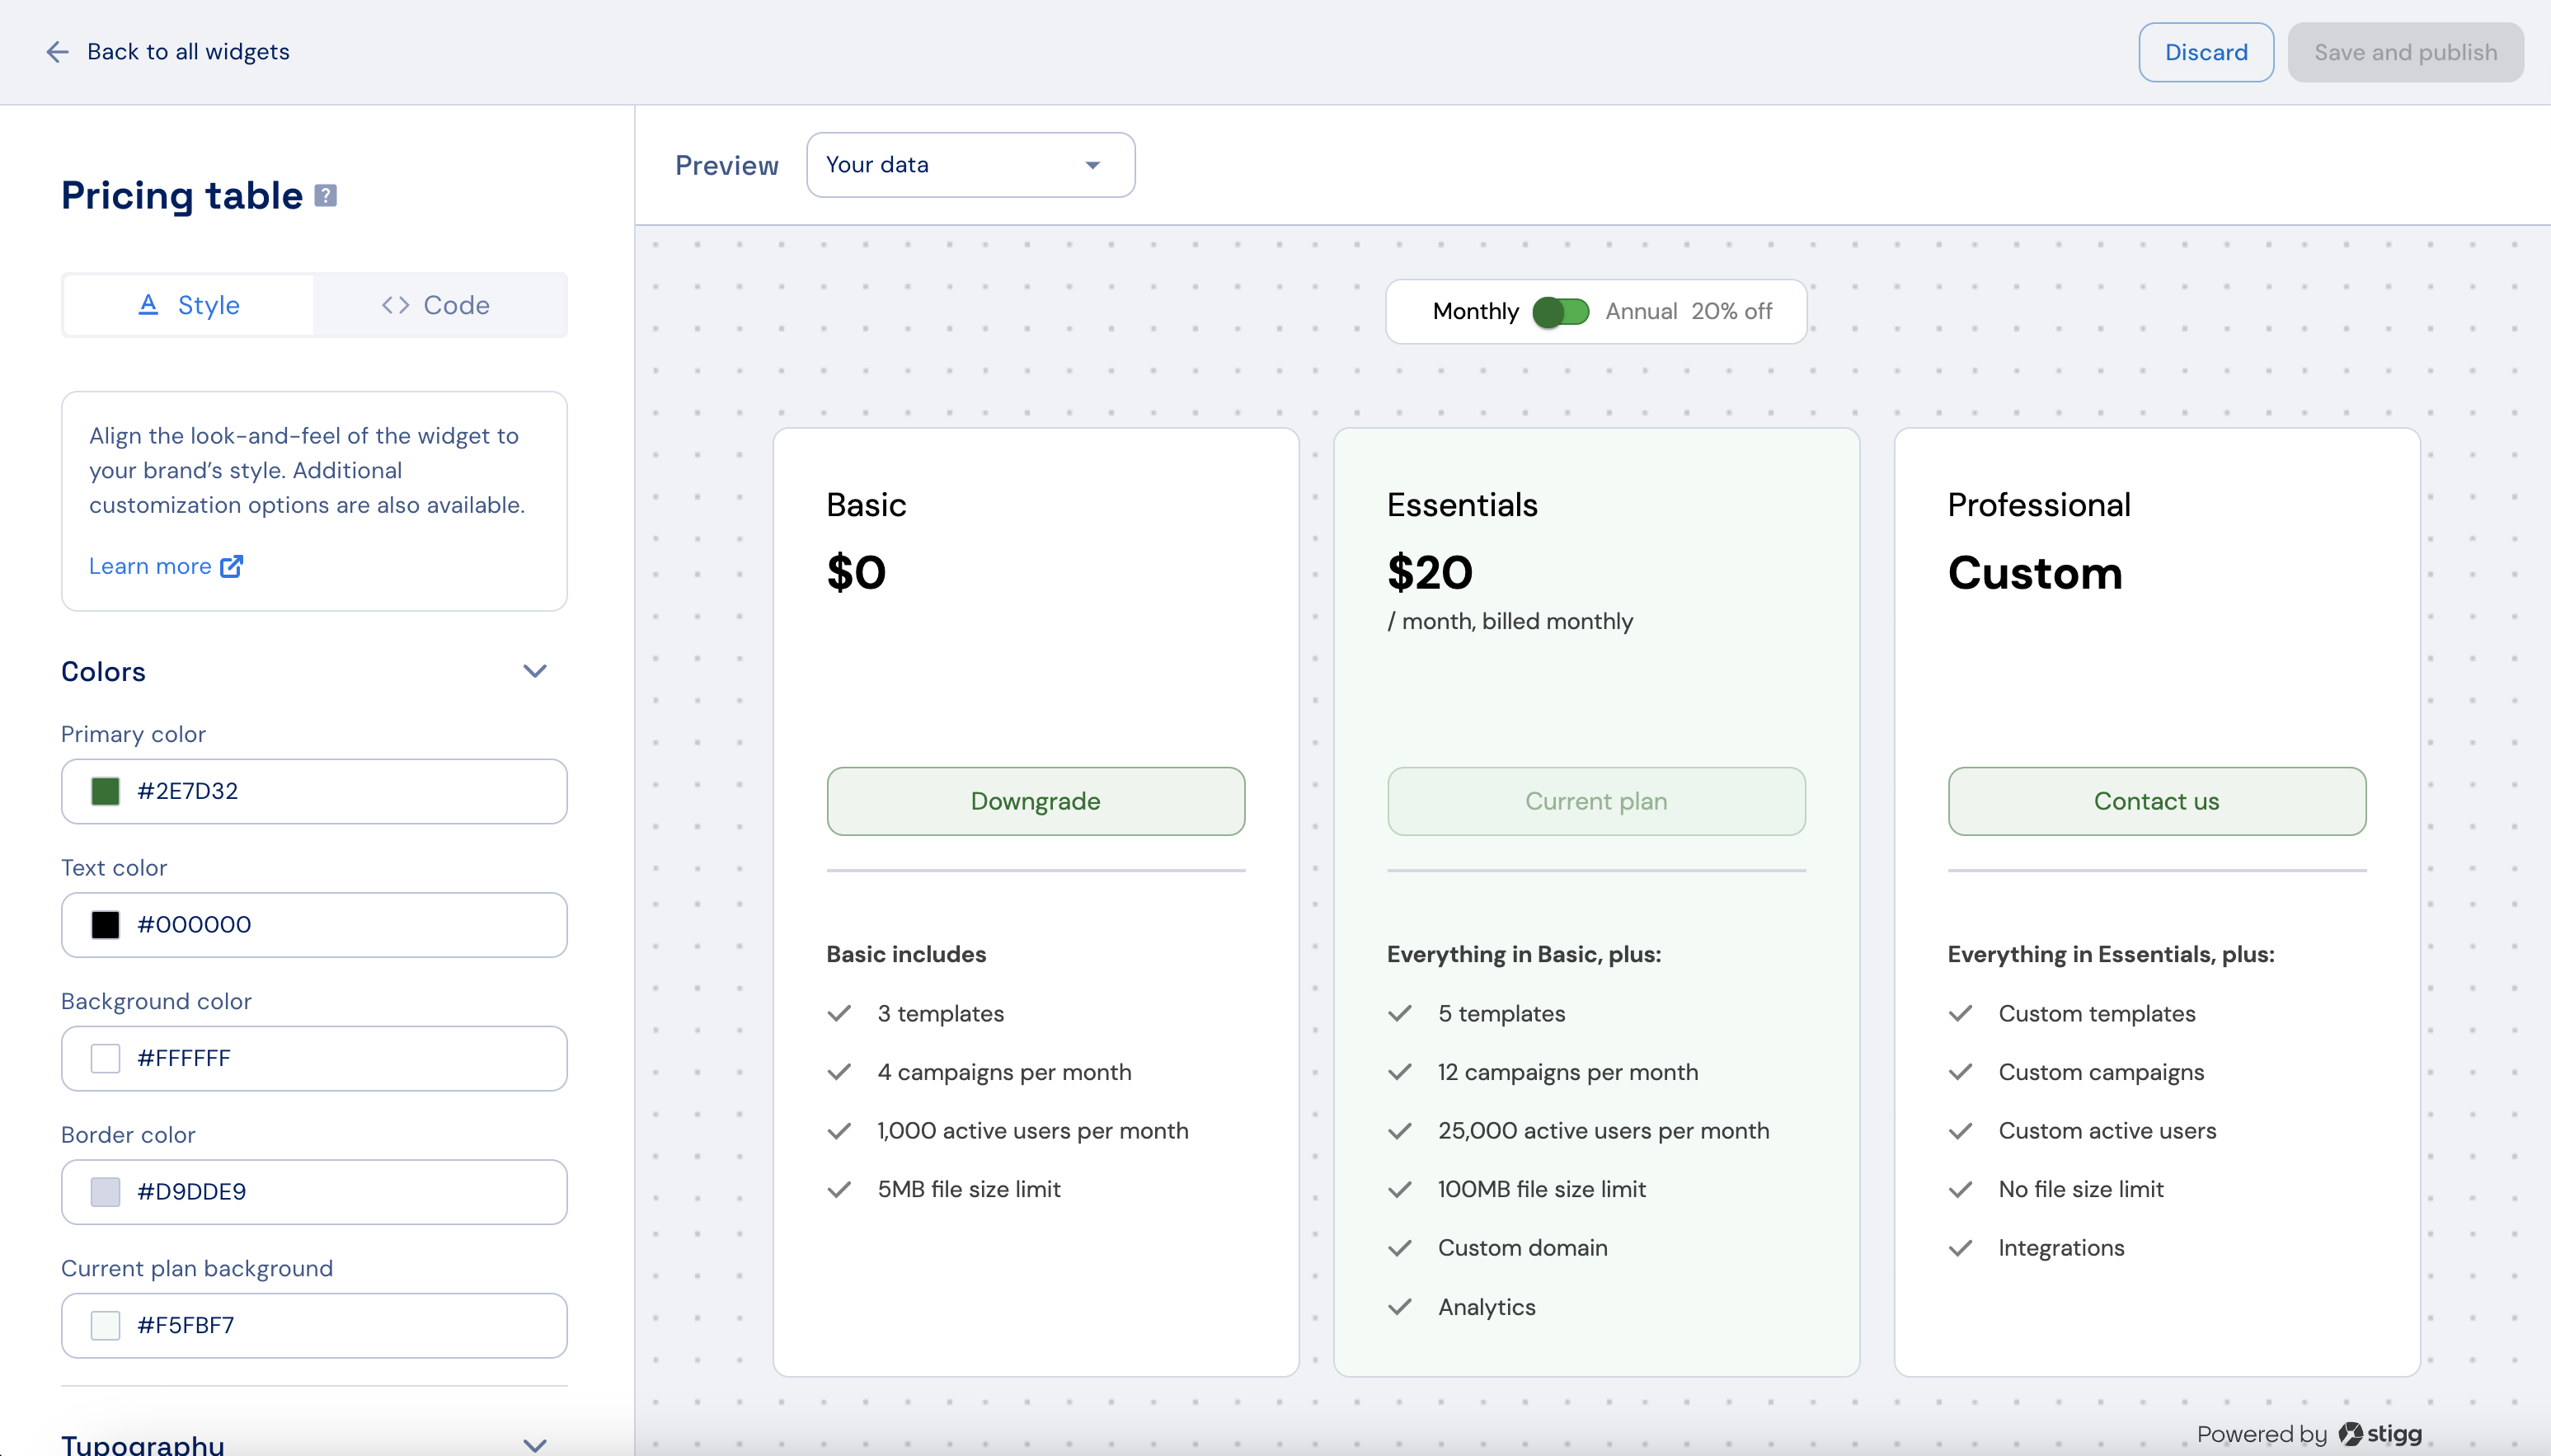 Back to all widgets
Discard
Save and publish
Pricing table ?
Style
Code
Align the look-and-feel of the widget to
your brand’s style. Additional
customization options are also available.
Learn more
Colors
Primary color
#2E7D32
Text color
#000000
Background color
#FFFFFF
Border color
#D9DDE9
Current plan background
#F5FBF7
Typography
Preview
Your data
Monthly
Annual 20% off
Basic
$0
Downgrade
Basic includes
3 templates
4 campaigns per month
1,000 active users per month
5MB file size limit
Essentials
$20
/ month, billed monthly
Current plan
Everything in Basic, plus:
5 templates
12 campaigns per month
25,000 active users per month
100MB file size limit
Custom domain
Analytics
Professional
Custom
Contact us
Everything in Essentials, plus:
Custom templates
Custom campaigns
Custom active users
No file size limit
Integrations
Powered by stigg